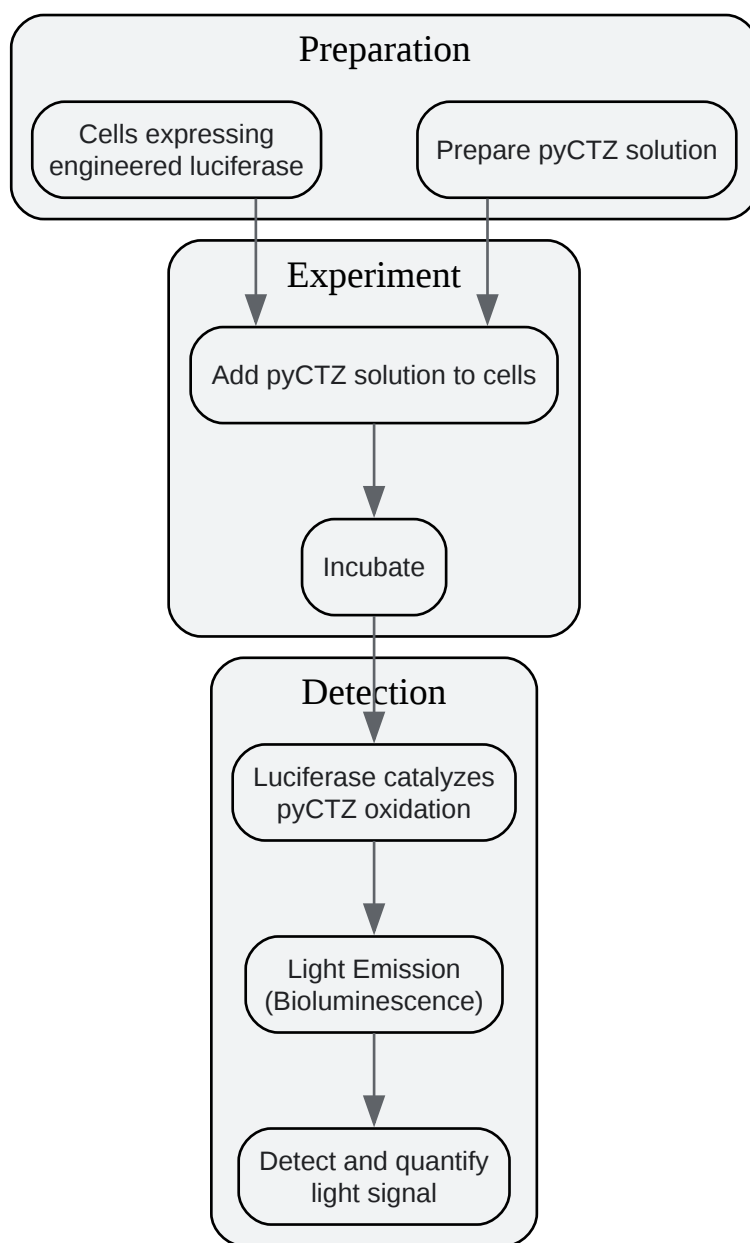 Preparation
Cells expressing
engineered luciferase
Prepare pyCTZ solution
Experiment
Add pyCTZ solution to cells
Incubate
Detection
Luciferase catalyzes
pyCTZ oxidation
Light Emission
(Bioluminescence)
Detect and quantify
light signal